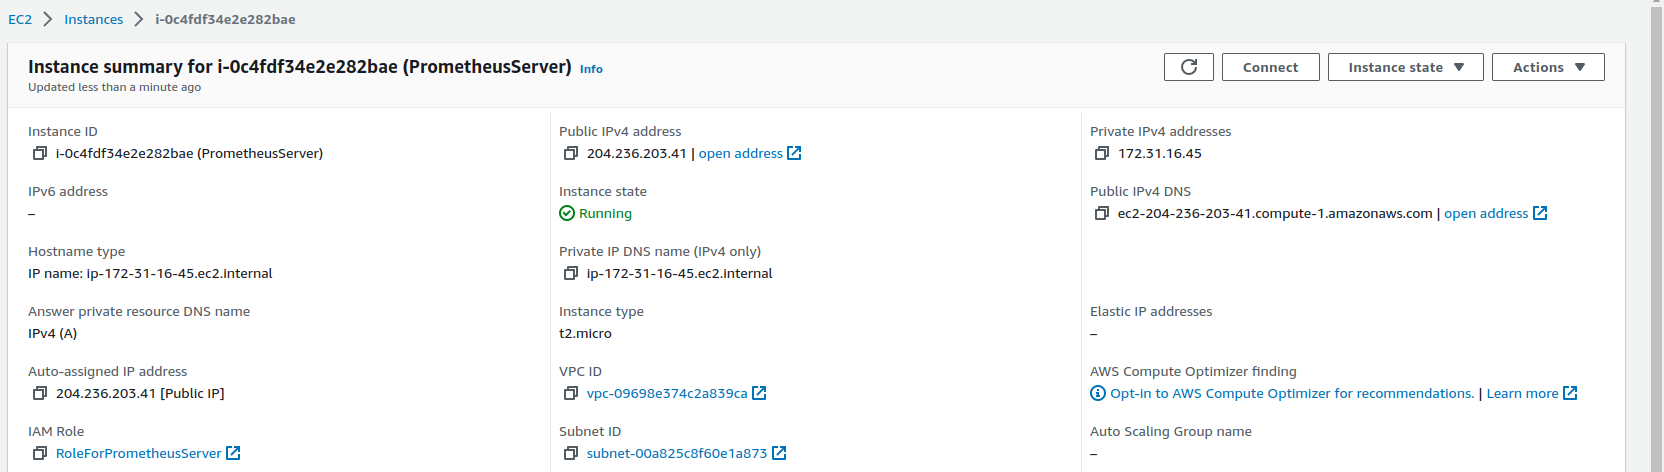 EC2 > Instances > i-0c4fdf34e2e282bae
Instance summary for i-0c4fdf34e2e282bae (PrometheusServer) Info
Updated less than a minute ago
Connect
Instance state
Actions
Instance ID
i-0c4fdf34e2e282bae (PrometheusServer)
Public IPv4 address
204.236.203.41 | open address
Private IPv4 addresses
172.31.16.45
IPv6 address
–
Instance state
Running
Public IPv4 DNS
ec2-204-236-203-41.compute-1.amazonaws.com | open address
Hostname type
IP name: ip-172-31-16-45.ec2.internal
Private IP DNS name (IPv4 only)
ip-172-31-16-45.ec2.internal
Answer private resource DNS name
IPv4 (A)
Instance type
t2.micro
Elastic IP addresses
–
Auto-assigned IP address
204.236.203.41 [Public IP]
VPC ID
vpc-09698e374c2a839ca
AWS Compute Optimizer finding
Opt-in to AWS Compute Optimizer for recommendations. | Learn more
IAM Role
RoleForPrometheusServer
Subnet ID
subnet-00a825c8f60e1a873
Auto Scaling Group name
–